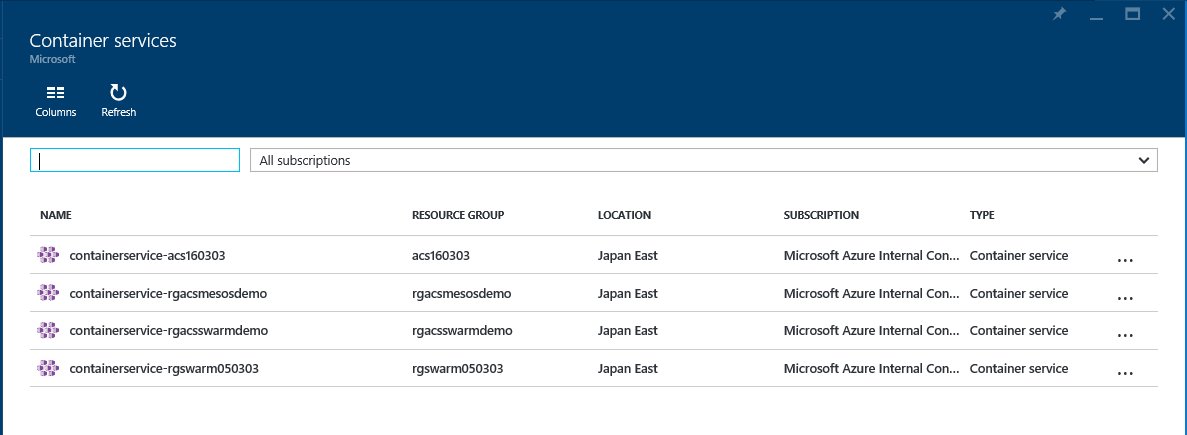 Container services
Microsoft
Columns Refresh
All subscriptions
NAME RESOURCE GROUP LOCATION SUBSCRIPTION TYPE
containerservice-acs160303 acs160303 Japan East Microsoft Azure Internal Con... Container service ...
containerservice-rgacsmesosdemo rgacsmesosdemo Japan East Microsoft Azure Internal Con... Container service ...
containerservice-rgacsswarmdemo rgacsswarmdemo Japan East Microsoft Azure Internal Con... Container service ...
containerservice-rgswarm050303 rgswarm050303 Japan East Microsoft Azure Internal Con... Container service ...